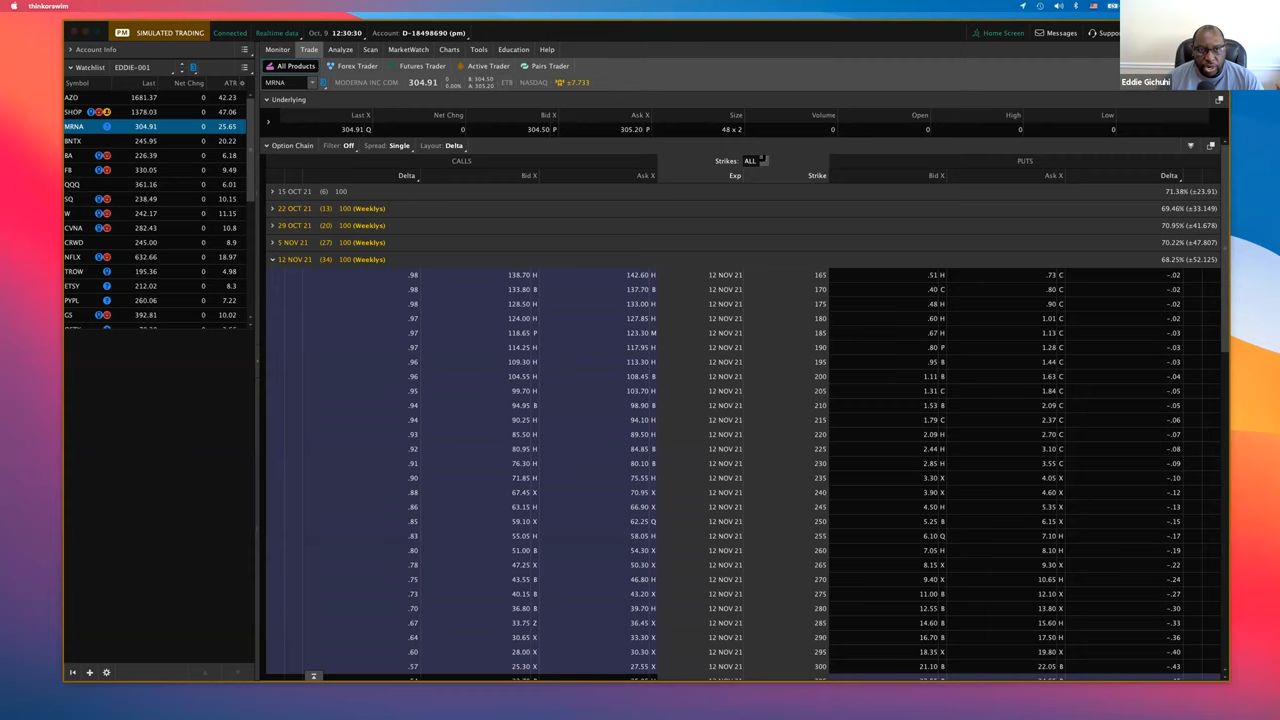 thinkorswim
PM SIMULATED TRADING Connected Realtime data Oct, 9 12:30:30 Account: D-18498690 (pm) Home Screen Messages Suppo
Account Info
Monitor Trade Analyze Scan MarketWatch Charts Tools Education Help
Eddie Gichuhi
Watchlist EDDIE-001
All Products Forex Trader Futures Trader Active Trader Pairs Trader
Symbol Last Net Chng ATR
MRNA MODERNA INC COM 304.91 0 0.00% B: 304.50 A: 305.20 ETB NASDAQ ±7.733
AZO 1681.37 0 42.23
SHOP 1378.03 0 47.06
MRNA 304.91 0 25.65
BNTX 245.95 0 20.22
BA 226.39 0 6.18
FB 330.05 0 9.49
QQQ 361.16 0 6.01
SQ 238.49 0 10.15
W 242.17 0 11.15
CVNA 282.43 0 10.8
CRWD 245.00 0 8.9
NFLX 632.66 0 18.97
TROW 195.36 0 4.98
ETSY 212.12 0 8.3
PYPL 260.06 0 7.22
GS 392.81 0 10.02
Underlying
Last X Net Chng Bid X Ask X Size Volume Open High Low
304.91 Q 0 304.50 P 305.20 P 48 x 2 0 0 0 0
Option Chain Filter: Off Spread: Single Layout: Delta
CALLS Strikes: ALL PUTS
Delta Bid X Ask X Exp Strike Bid X Ask X Delta
15 OCT 21 (6) 100 71.38% (±23.91)
22 OCT 21 (13) 100 (Weeklys) 69.46% (±33.149)
29 OCT 21 (20) 100 (Weeklys) 70.95% (±41.678)
5 NOV 21 (27) 100 (Weeklys) 70.22% (±47.807)
12 NOV 21 (34) 100 (Weeklys) 68.25% (±52.125)
.98 138.70 H 142.60 H 12 NOV 21 165 .51 H .73 C -.02
.98 133.80 B 137.70 B 12 NOV 21 170 .40 C .80 C -.02
.98 128.50 H 133.00 H 12 NOV 21 175 .48 H .90 C -.02
.97 124.00 H 127.85 H 12 NOV 21 180 .60 H 1.01 C -.02
.97 118.65 P 123.30 M 12 NOV 21 185 .67 H 1.13 C -.03
.97 114.25 H 117.95 H 12 NOV 21 190 .80 P 1.28 C -.03
.96 109.30 H 113.30 H 12 NOV 21 195 .95 B 1.44 C -.03
.96 104.55 H 108.45 B 12 NOV 21 200 1.11 B 1.63 C -.04
.95 99.70 H 103.70 H 12 NOV 21 205 1.31 C 1.84 C -.05
.94 94.95 B 98.90 B 12 NOV 21 210 1.53 B 2.09 C -.05
.94 90.25 H 94.10 H 12 NOV 21 215 1.79 C 2.37 C -.06
.93 85.50 H 89.50 H 12 NOV 21 220 2.09 H 2.70 C -.07
.92 80.95 H 84.85 B 12 NOV 21 225 2.44 H 3.10 C -.08
.91 76.30 H 80.10 B 12 NOV 21 230 2.85 H 3.55 C -.09
.90 71.85 H 75.55 H 12 NOV 21 235 3.30 X 4.05 X -.10
.88 67.45 X 70.95 X 12 NOV 21 240 3.90 X 4.60 X -.12
.86 63.15 H 66.90 X 12 NOV 21 245 4.50 H 5.35 X -.13
.85 59.10 X 62.25 Q 12 NOV 21 250 5.25 B 6.15 X -.15
.83 55.05 H 58.05 H 12 NOV 21 255 6.10 Q 7.10 H -.17
.80 51.00 B 54.30 X 12 NOV 21 260 7.05 H 8.10 H -.19
.78 47.25 X 50.30 X 12 NOV 21 265 8.15 X 9.30 X -.22
.75 43.55 B 46.80 H 12 NOV 21 270 9.40 X 10.65 H -.24
.73 40.15 B 43.20 X 12 NOV 21 275 11.00 B 12.10 X -.27
.70 36.80 B 39.70 H 12 NOV 21 280 12.55 B 13.80 X -.30
.67 33.75 Z 36.45 X 12 NOV 21 285 14.60 B 15.60 H -.33
.64 30.65 X 33.30 X 12 NOV 21 290 16.70 B 17.50 H -.36
.60 28.00 X 30.30 X 12 NOV 21 295 18.35 X 19.80 X -.40
.57 25.30 X 27.55 X 12 NOV 21 300 21.10 B 22.05 B -.43